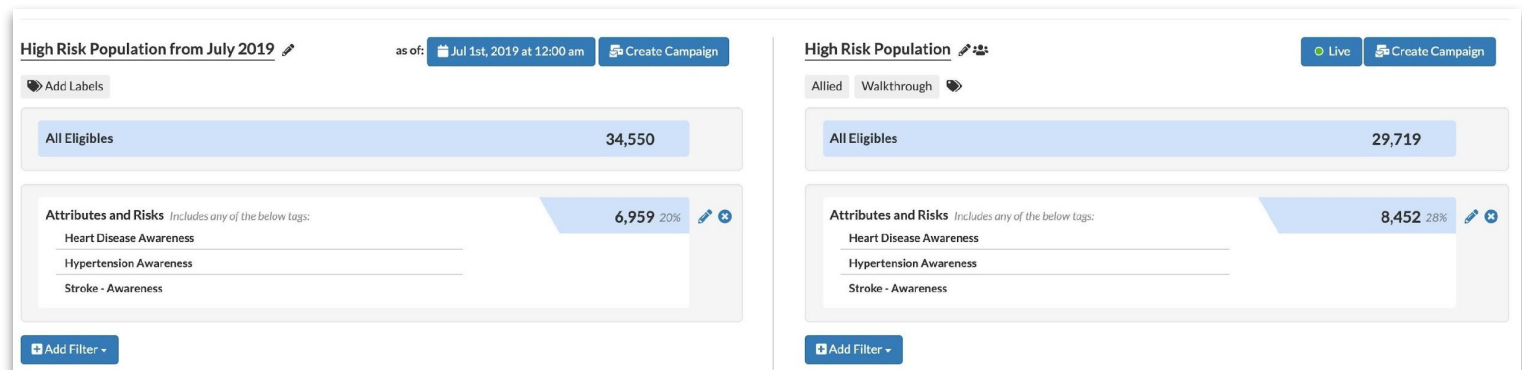 High Risk Population from July 2019
as of: Jul 1st, 2019 at 12:00 am Create Campaign
Add Labels
All Eligibles 34,550
Attributes and Risks Includes any of the below tags: 6,959 20%
Heart Disease Awareness
Hypertension Awareness
Stroke - Awareness
Add Filter
High Risk Population
Live Create Campaign
Allied Walkthrough
All Eligibles 29,719
Attributes and Risks Includes any of the below tags: 8,452 28%
Heart Disease Awareness
Hypertension Awareness
Stroke - Awareness
Add Filter